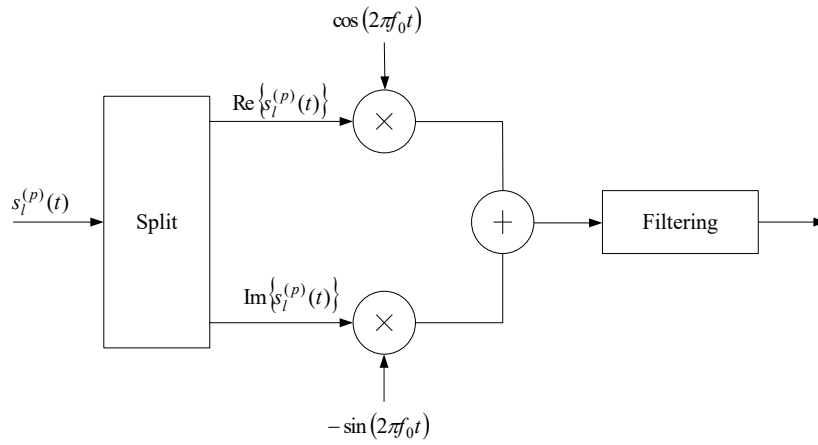 cos(2πf₀t)
Re{s_l^(p)(t)}
×
s_l^(p)(t)
Split
+
Filtering
Im{s_l^(p)(t)}
×
−sin(2πf₀t)